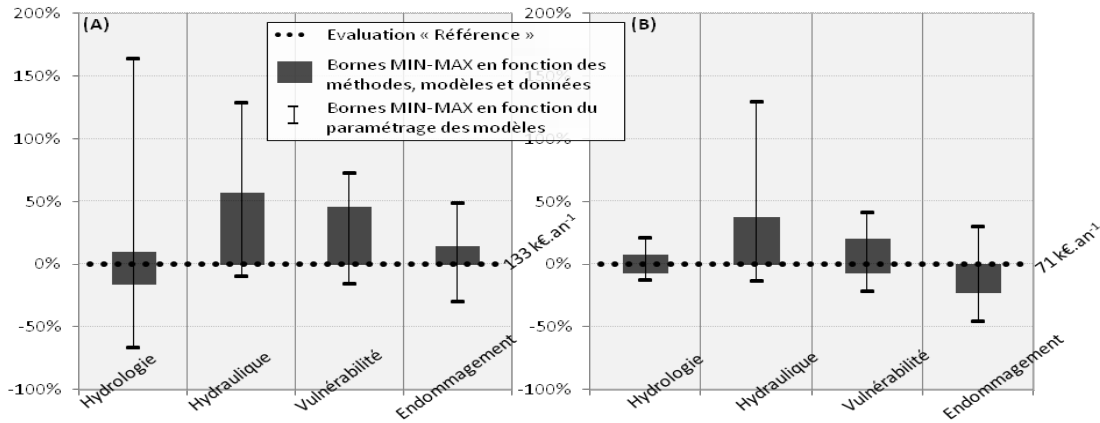 200%
150%
100%
50%
0%
-50%
-100%
(A)
Hydrologie
Hydraulique
Vulnérabilité
Endommagement
133 k€.an-1
Evaluation « Référence »
Bornes MIN-MAX en fonction des
méthodes, modèles et données
Bornes MIN-MAX en fonction du
paramétrage des modèles
200%
150%
100%
50%
0%
-50%
-100%
(B)
Hydrologie
Hydraulique
Vulnérabilité
Endommagement
71 k€.an-1